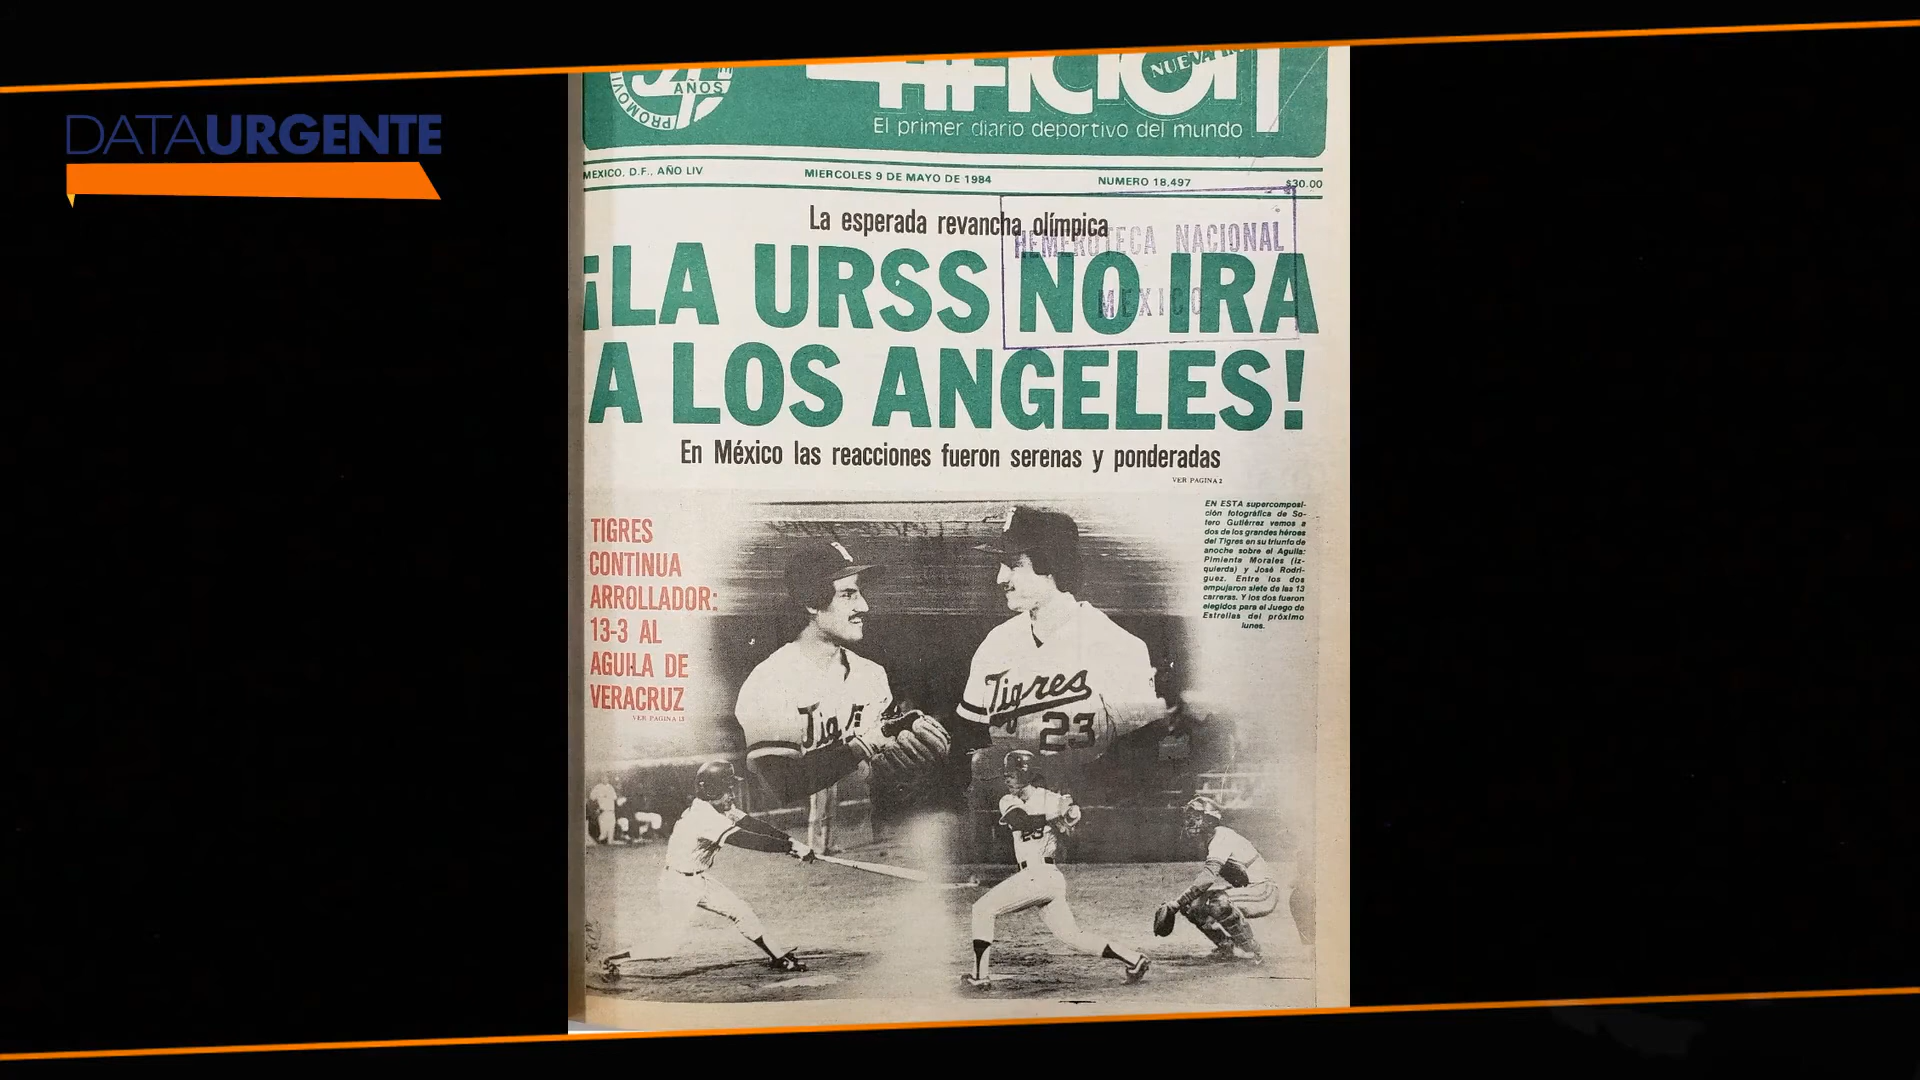 DATAURGENTE
AÑOS
PROMOVI
Afición
NUEVA
El primer diario deportivo del mundo
MEXICO, D.F., AÑO LIV
MIERCOLES 9 DE MAYO DE 1984
NUMERO 18,497
$30.00
La esperada revancha olímpica
HEMEROTECA NACIONAL
MEXICO
¡LA URSS NO IRA
A LOS ANGELES!
En México las reacciones fueron serenas y ponderadas
VER PAGINA 2
TIGRES
CONTINUA
ARROLLADOR:
13-3 AL
AGUILA DE
VERACRUZ
VER PAGINA 13
EN ESTA supercomposi-
ción fotográfica de So-
tero Gutiérrez vemos a
dos de los grandes héroes
del Tigres en su triunfo de
anoche sobre el Aguila:
Pimienta Morales (iz-
quierda) y José Rodrí-
guez. Entre los dos
empujaron siete de las 13
carreras. Y los dos fueron
elegidos para el Juego de
Estrellas del próximo
lunes.
Tigres
Tigres
23
23